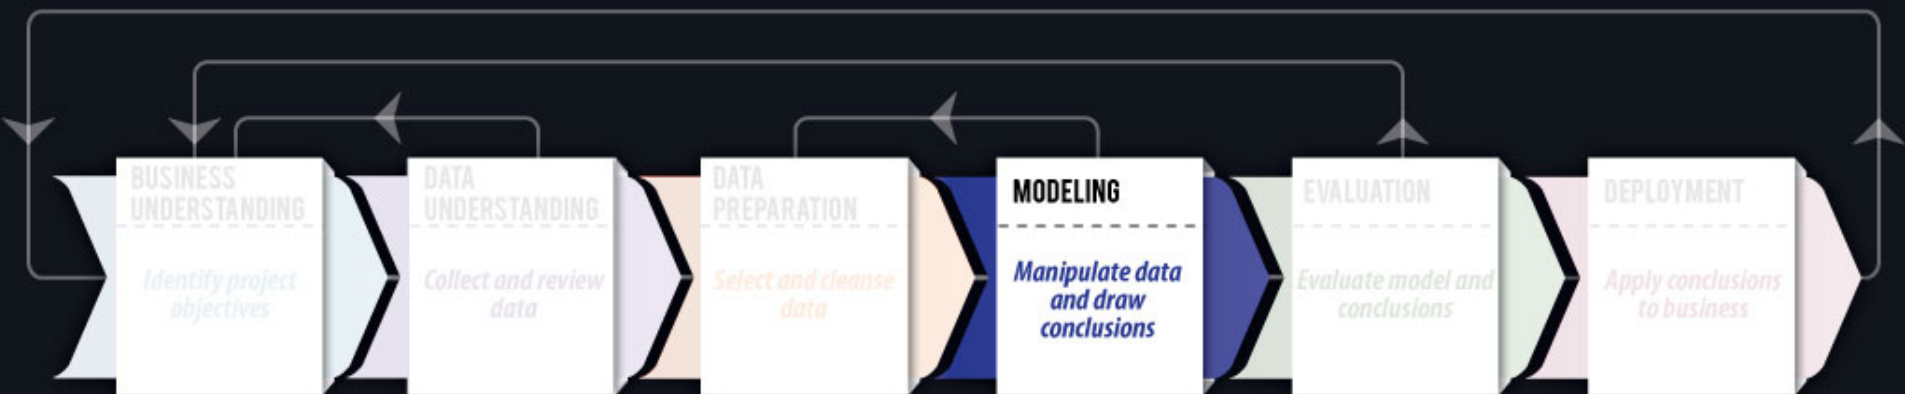 BUSINESS
UNDERSTANDING
Identify project
objectives
DATA
UNDERSTANDING
Collect and review
data
DATA
PREPARATION
Select and cleanse
data
MODELING
Manipulate data
and draw
conclusions
EVALUATION
Evaluate model and
conclusions
DEPLOYMENT
Apply conclusions
to business